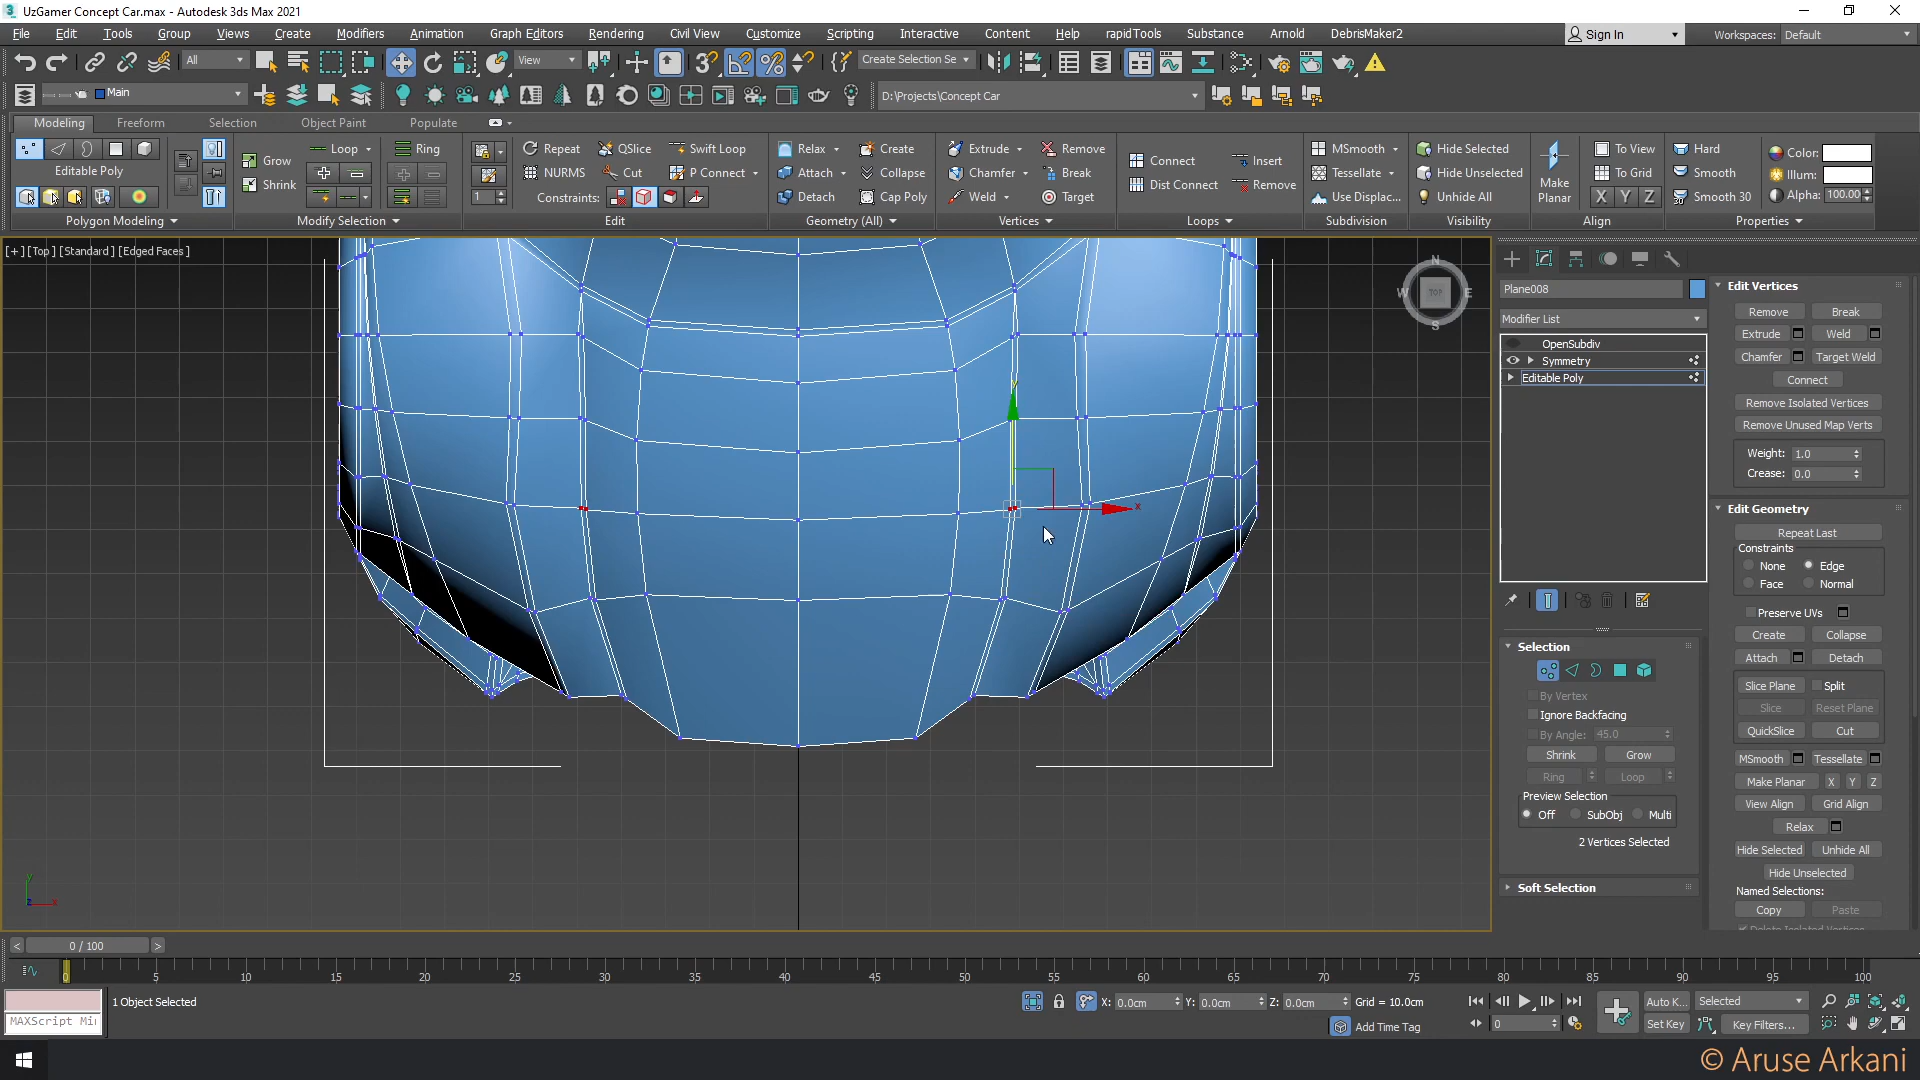 UzGamer Concept Car.max - Autodesk 3ds Max 2021
File Edit Tools Group Views Create Modifiers Animation Graph Editors Rendering Civil View Customize Scripting Interactive Content Help rapidTools Substance Arnold DebrisMaker2 Sign In Workspaces: Default
All View Create Selection Se
Main D:\Projects\Concept Car
Modeling Freeform Selection Object Paint Populate
Loop Ring Repeat QSlice Swift Loop Relax Create Extrude Remove MSmooth Hide Selected To View Hard Color:
Editable Poly Grow NURMS Cut P Connect Attach Collapse Chamfer Break Connect Insert Tessellate Hide Unselected To Grid Smooth Illum:
Shrink 1 Constraints: Detach Cap Poly Weld Target Dist Connect Remove Use Displac... Unhide All Make Planar X Y Z Smooth 30 Alpha: 100.00
Polygon Modeling Modify Selection Edit Geometry (All) Vertices Loops Subdivision Visibility Align Properties
[+] [Top] [Standard] [Edged Faces]
N
W TOP E
S
y
x
Plane008
Modifier List
OpenSubdiv
Symmetry
Editable Poly
Selection
By Vertex
Ignore Backfacing
By Angle: 45.0
Shrink Grow
Ring Loop
Preview Selection
Off SubObj Multi
2 Vertices Selected
Soft Selection
Edit Vertices
Remove Break
Extrude Weld
Chamfer Target Weld
Connect
Remove Isolated Vertices
Remove Unused Map Verts
Weight: 1.0
Crease: 0.0
Edit Geometry
Repeat Last
Constraints
None Edge
Face Normal
Preserve UVs
Create Collapse
Attach Detach
Slice Plane Split
Slice Reset Plane
QuickSlice Cut
MSmooth Tessellate
Make Planar X Y Z
View Align Grid Align
Relax
Hide Selected Unhide All
Hide Unselected
Named Selections:
Copy Paste
Delete Isolated Vertices
< 0 / 100 >
0 5 10 15 20 25 30 35 40 45 50 55 60 65 70 75 80 85 90 95 100
1 Object Selected X: 0.0cm Y: 0.0cm Z: 0.0cm Grid = 10.0cm Auto K... Selected
MAXScript Mi Add Time Tag 0 Set Key Key Filters...
© Aruse Arkani